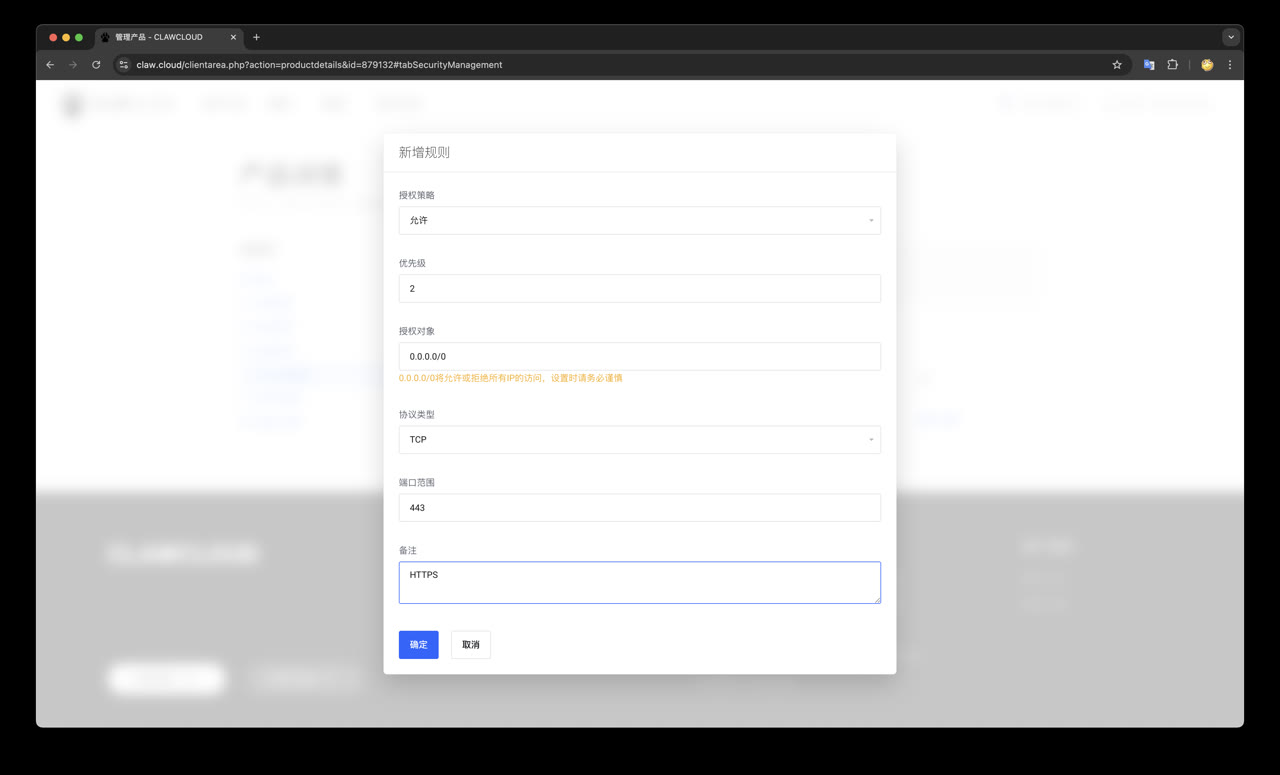 管理产品 - CLAWCLOUD
claw.cloud/clientarea.php?action=productdetails&id=879132#tabSecurityManagement
新增规则
授权策略
允许
优先级
2
授权对象
0.0.0.0/0
0.0.0.0/0将允许或拒绝所有IP的访问，设置时请务必谨慎
协议类型
TCP
端口范围
443
备注
HTTPS
确定
取消
CLAWCLOUD